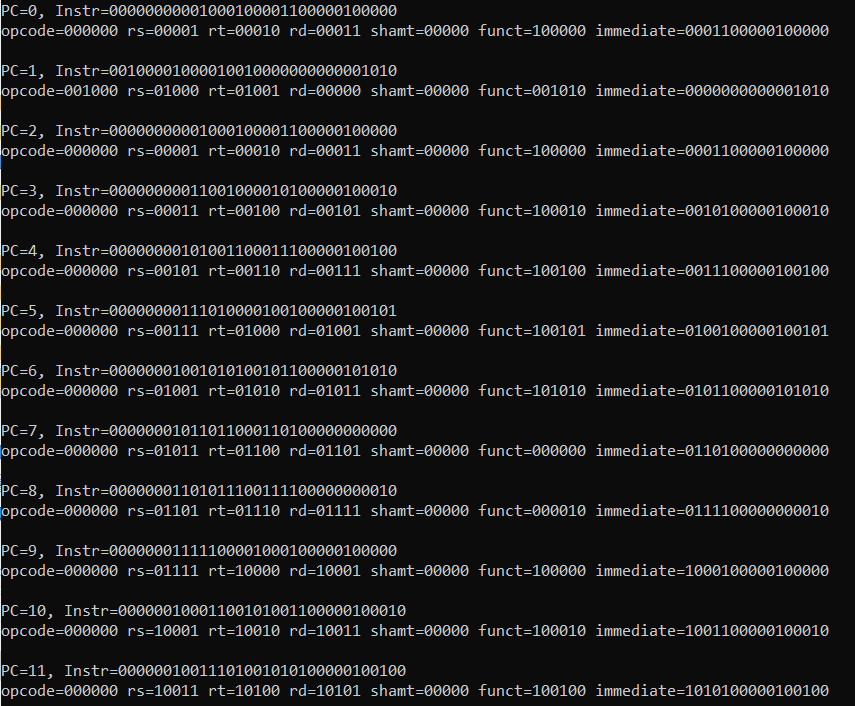 PC=0, Instr=00000000001000100001100000100000
opcode=000000 rs=00001 rt=00010 rd=00011 shamt=00000 funct=100000 immediate=0001100000100000
PC=1, Instr=00100001000010010000000000001010
opcode=001000 rs=01000 rt=01001 rd=00000 shamt=00000 funct=001010 immediate=0000000000001010
PC=2, Instr=00000000001000100001100000100000
opcode=000000 rs=00001 rt=00010 rd=00011 shamt=00000 funct=100000 immediate=0001100000100000
PC=3, Instr=00000000011001000010100000100010
opcode=000000 rs=00011 rt=00100 rd=00101 shamt=00000 funct=100010 immediate=0010100000100010
PC=4, Instr=00000000101001100011100000100100
opcode=000000 rs=00101 rt=00110 rd=00111 shamt=00000 funct=100100 immediate=0011100000100100
PC=5, Instr=00000000111010000100100000100101
opcode=000000 rs=00111 rt=01000 rd=01001 shamt=00000 funct=100101 immediate=0100100000100101
PC=6, Instr=00000001001010100101100000101010
opcode=000000 rs=01001 rt=01010 rd=01011 shamt=00000 funct=101010 immediate=0101100000101010
PC=7, Instr=00000001011011000110100000000000
opcode=000000 rs=01011 rt=01100 rd=01101 shamt=00000 funct=000000 immediate=0110100000000000
PC=8, Instr=00000001101011100111100000000010
opcode=000000 rs=01101 rt=01110 rd=01111 shamt=00000 funct=000010 immediate=0111100000000010
PC=9, Instr=00000001111100001000100000100000
opcode=000000 rs=01111 rt=10000 rd=10001 shamt=00000 funct=100000 immediate=1000100000100000
PC=10, Instr=00000010001100101001100000100010
opcode=000000 rs=10001 rt=10010 rd=10011 shamt=00000 funct=100010 immediate=1001100000100010
PC=11, Instr=00000010011101001010100000100100
opcode=000000 rs=10011 rt=10100 rd=10101 shamt=00000 funct=100100 immediate=1010100000100100